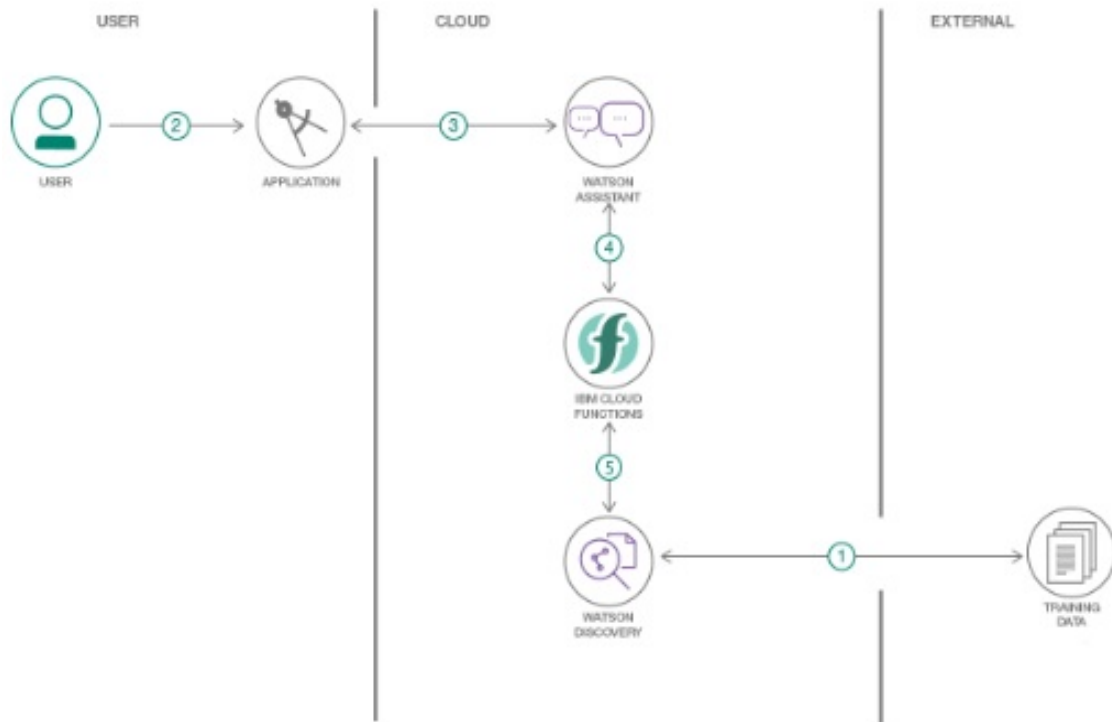 USER
CLOUD
EXTERNAL
2
3
USER
APPLICATION
WATSON
ASSISTANT
4
IBM CLOUD
FUNCTIONS
5
1
WATSON
DISCOVERY
TRAINING
DATA